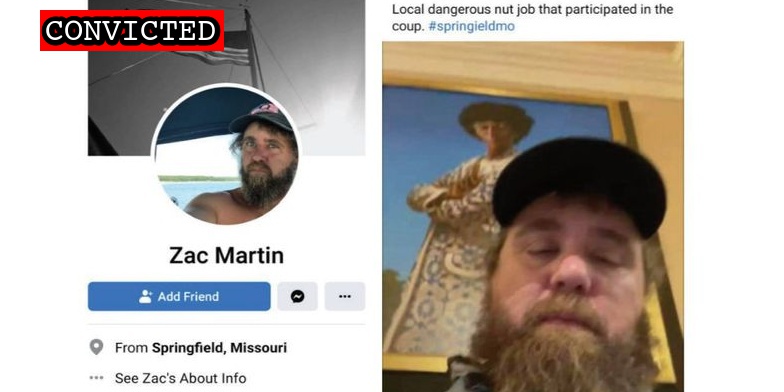 CONVICTED
Zac Martin
Add Friend
From Springfield, Missouri
See Zac's About Info
Local dangerous nut job that participated in the
coup. #springieldmo